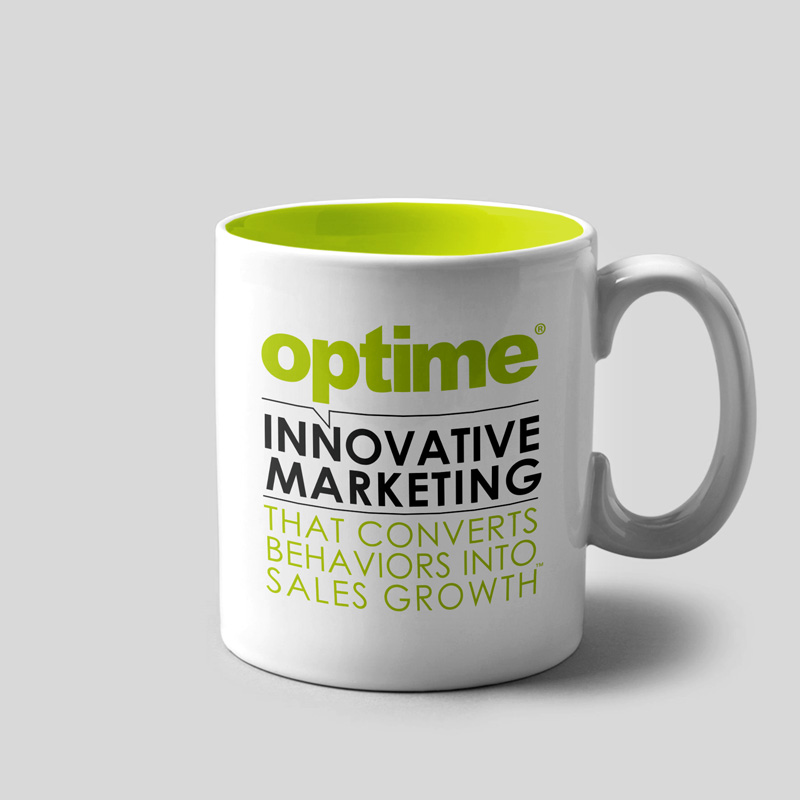 optime®
INNOVATIVE
MARKETING
THAT CONVERTS
BEHAVIORS INTO
SALES GROWTH™